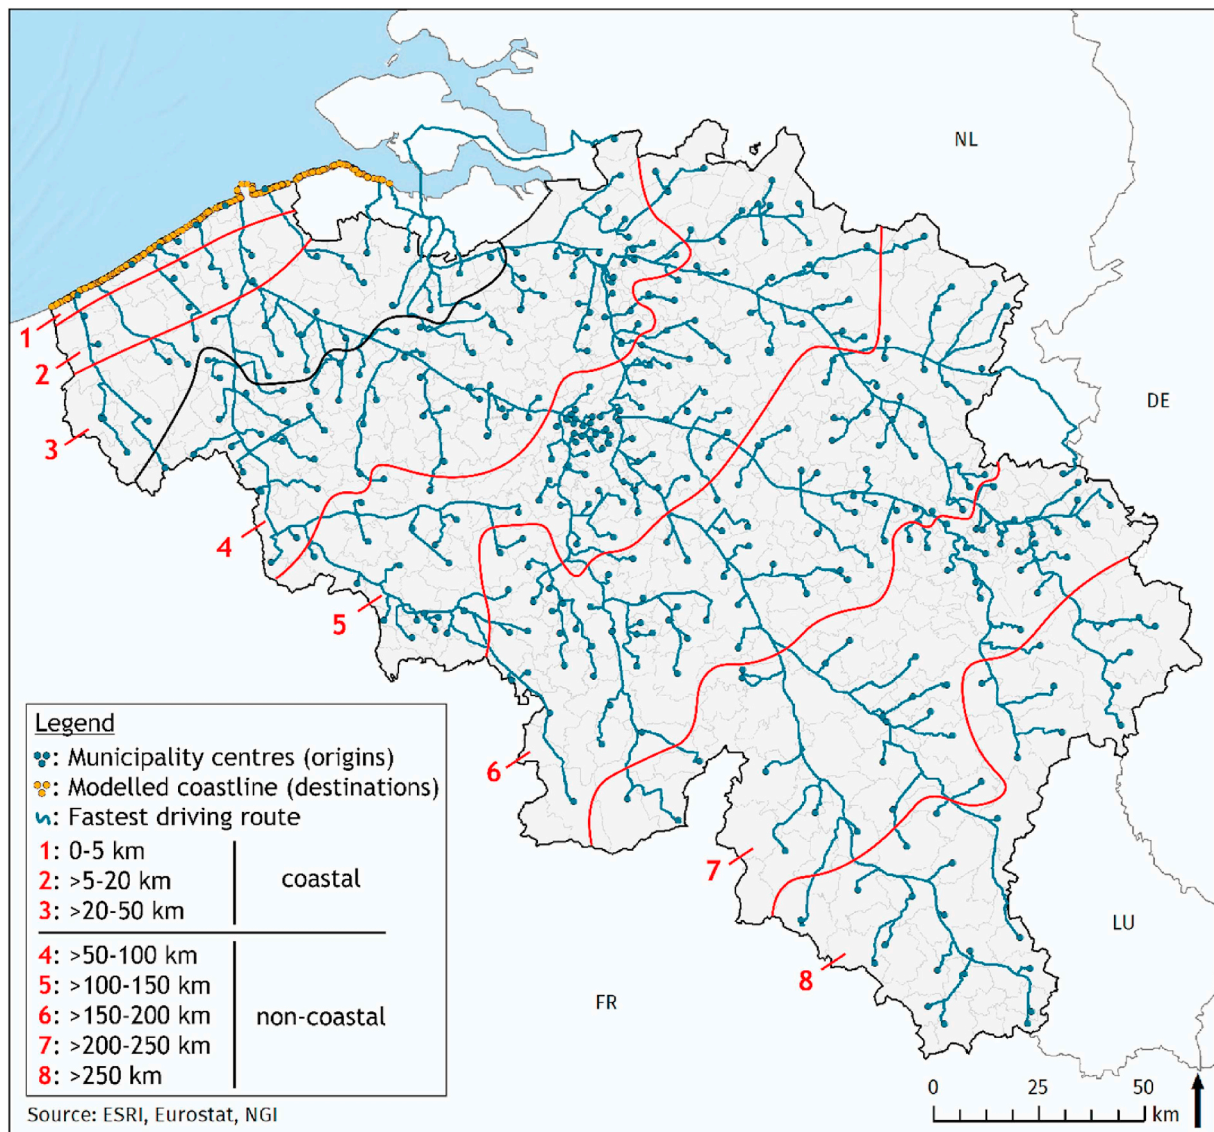 NL
1
2
DE
3
4
5
Legend
: Municipality centres (origins)
: Modelled coastline (destinations)
: Fastest driving route
1: 0-5 km
2: >5-20 km
3: >20-50 km
coastal
4: >50-100 km
5: >100-150 km
6: >150-200 km
7: >200-250 km
8: >250 km
non-coastal
6
7
8
LU
FR
0 25 50
km
Source: ESRI, Eurostat, NGI